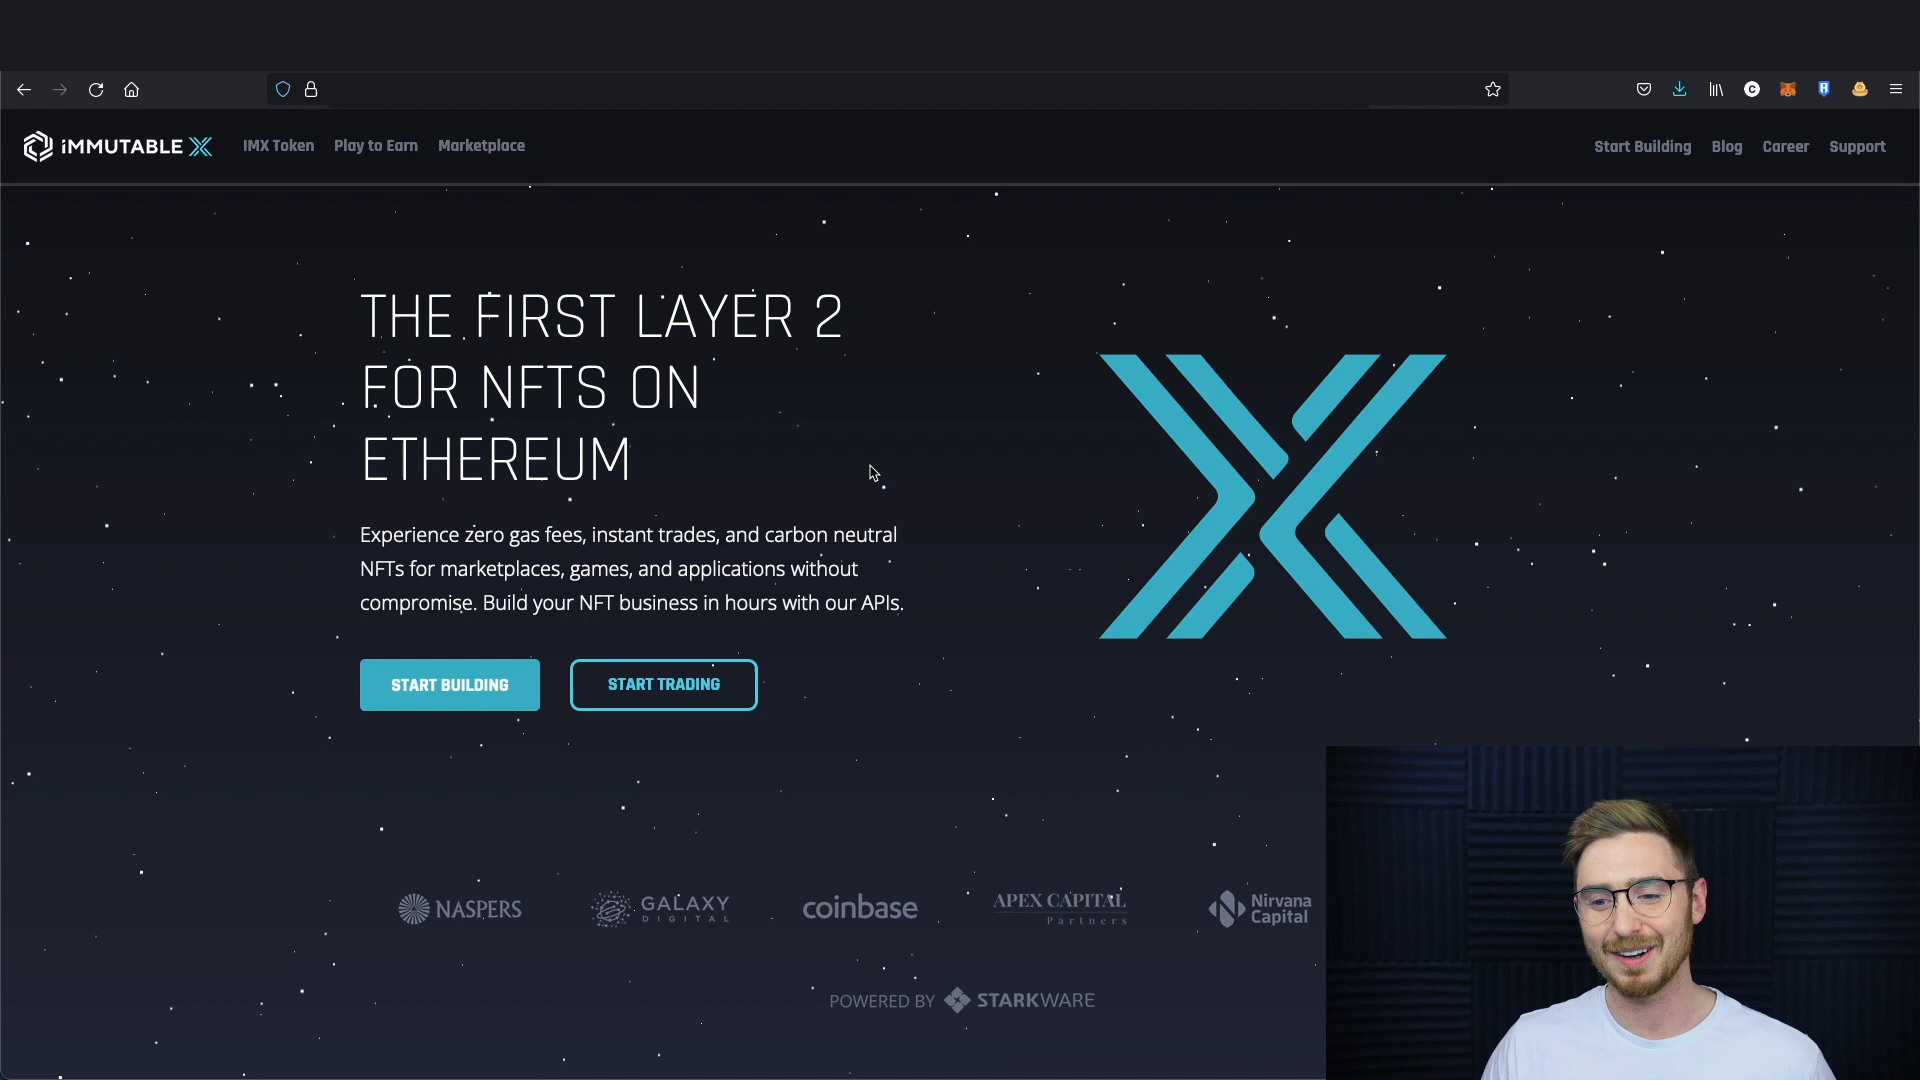 iMMUTABLE X
IMX Token
Play to Earn
Marketplace
Start Building
Blog
Career
Support
THE FIRST LAYER 2
FOR NFTS ON
ETHEREUM
Experience zero gas fees, instant trades, and carbon neutral
NFTs for marketplaces, games, and applications without
compromise. Build your NFT business in hours with our APIs.
START BUILDING
START TRADING
NASPERS
GALAXY
DIGITAL
coinbase
APEX CAPITAL
Partners
Nirvana
Capital
POWERED BY STARKWARE